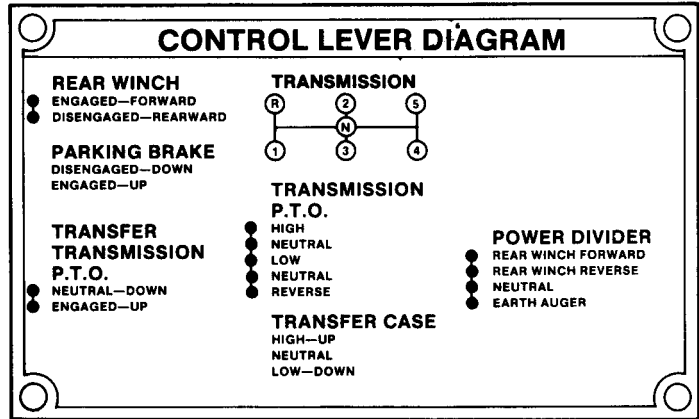 CONTROL LEVER DIAGRAM
REAR WINCH
ENGAGED—FORWARD
DISENGAGED—REARWARD
PARKING BRAKE
DISENGAGED—DOWN
ENGAGED—UP
TRANSFER
TRANSMISSION
P.T.O.
NEUTRAL—DOWN
ENGAGED—UP
TRANSMISSION
R 2 5
N
1 3 4
TRANSMISSION
P.T.O.
HIGH
NEUTRAL
LOW
NEUTRAL
REVERSE
TRANSFER CASE
HIGH—UP
NEUTRAL
LOW—DOWN
POWER DIVIDER
REAR WINCH FORWARD
REAR WINCH REVERSE
NEUTRAL
EARTH AUGER